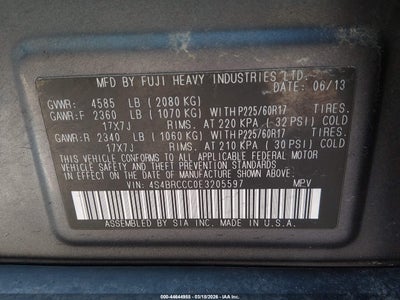 MFD BY FUJI HEAVY INDUSTRIES LTD.
DATE: 06/13
GVWR: 4585 LB ( 2080 KG)
GAWR:F 2360 LB ( 1070 KG) WITH P225/60R17 TIRES.
17X7J RIMS. AT 220 KPA ( 32 PSI) COLD
GAWR:R 2340 LB ( 1060 KG) WITH P225/60R17 TIRES.
17X7J RIMS. AT 210 KPA ( 30 PSI) COLD
THIS VEHICLE CONFORMS TO ALL APPLICABLE FEDERAL MOTOR
VEHICLE SAFETY, BUMPER, AND THEFT PREVENTION STANDARDS
IN EFFECT ON THE DATE OF MANUFACTURE SHOWN ABOVE.
VIN: 4S4BRCCC0E3205597 MPV
ASSEMBLED BY SIA INC. MADE IN U.S.A.
000-44644955 — 03/18/2026 — IAA Inc.